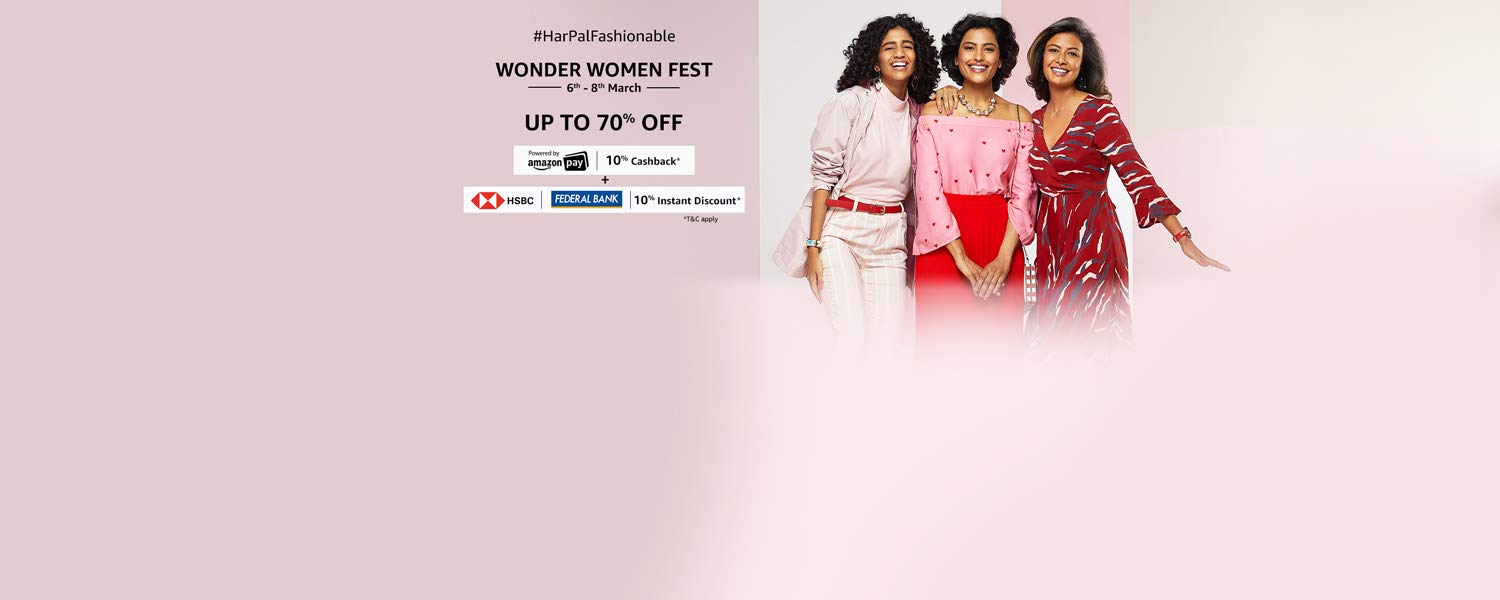 #HarPalFashionable
WONDER WOMEN FEST
6th - 8th March
UP TO 70% OFF
Powered by
amazon pay
10% Cashback*
+
HSBC
FEDERAL BANK
10% Instant Discount*
*T&C apply